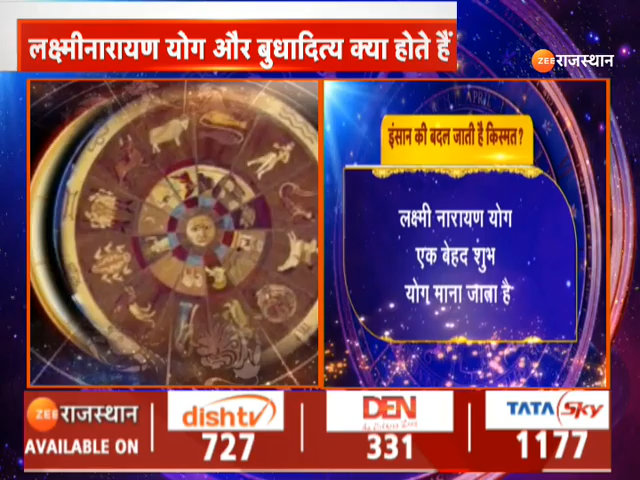 लक्ष्मीनारायण योग और बुधादित्य क्या होते हैं
ZEE राजस्थान
इंसान की बदल जाती है किस्मत?
लक्ष्मी नारायण योग
एक बेहद शुभ
योग माना जाता है
APRIL
ZEE राजस्थान
AVAILABLE ON
dishtv
727
DEN
331
TATA Sky
1177